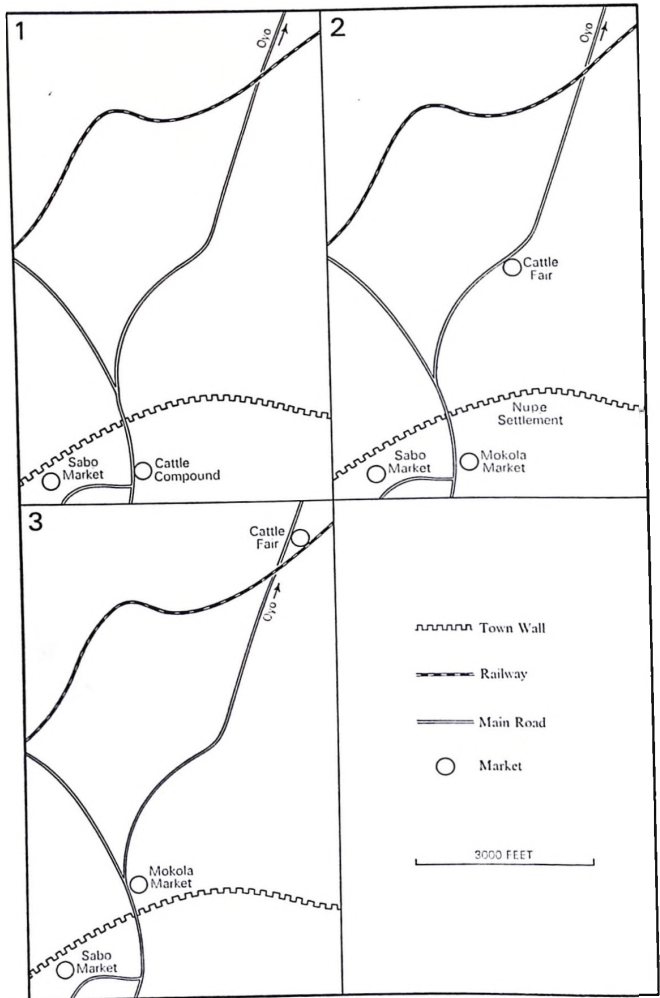 1
Oyo
Sabo
Market
Cattle
Compound
2
Oyo
Cattle
Fair
Nupe
Settlement
Sabo
Market
Mokola
Market
3
Cattle
Fair
Oyo
Mokola
Market
Sabo
Market
Town Wall
Railway
Main Road
Market
3000 FEET